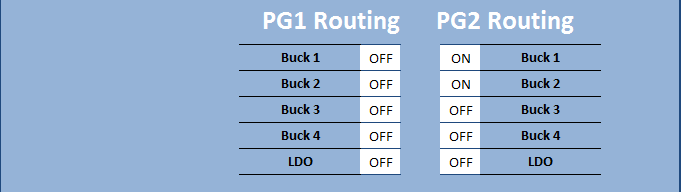 PG1 Routing PG2 Routing
Buck 1 OFF ON Buck 1
Buck 2 OFF ON Buck 2
Buck 3 OFF OFF Buck 3
Buck 4 OFF OFF Buck 4
LDO OFF OFF LDO